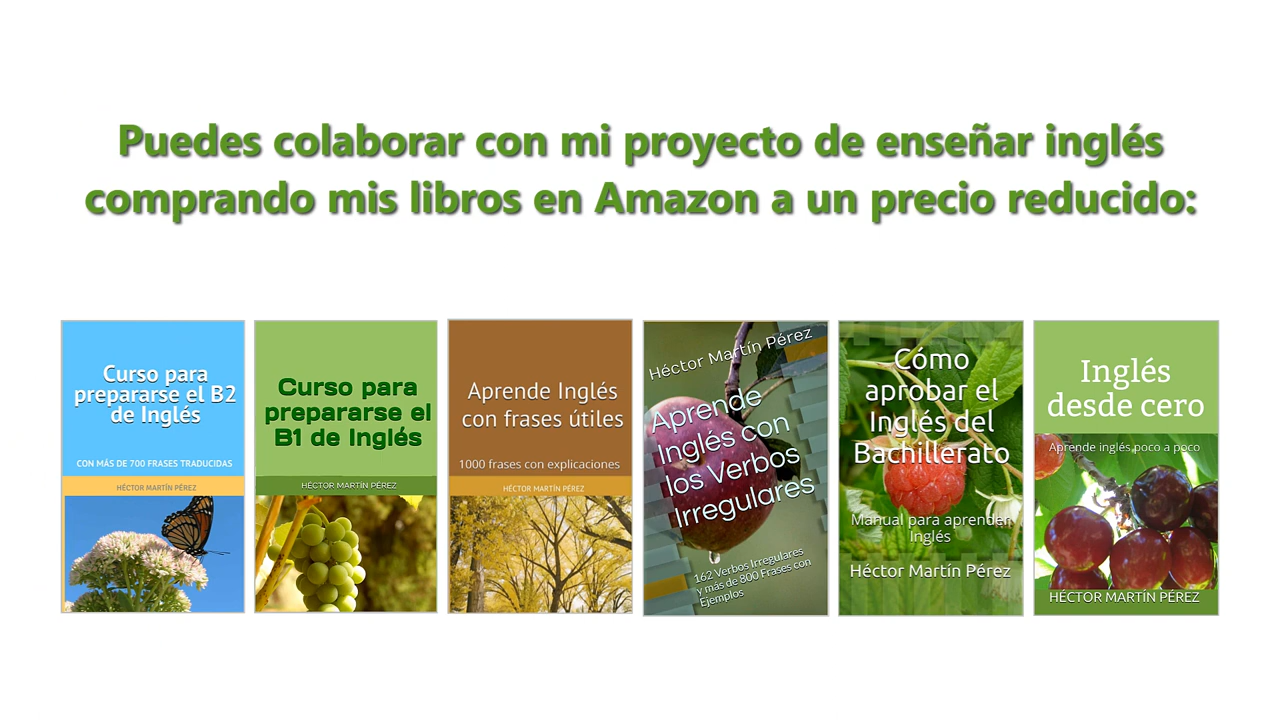 Puedes colaborar con mi proyecto de enseñar inglés
comprando mis libros en Amazon a un precio reducido:
Curso para
prepararse el B2
de Inglés
CON MÁS DE 700 FRASES TRADUCIDAS
HÉCTOR MARTÍN PÉREZ
Curso para
prepararse el
B1 de Inglés
HÉCTOR MARTÍN PÉREZ
Aprende Inglés
con frases útiles
1000 frases con explicaciones
HÉCTOR MARTÍN PÉREZ
Héctor Martín Pérez
Aprende
Inglés con
los Verbos
Irregulares
162 Verbos Irregulares
y más de 800 Frases con
Ejemplos
Cómo
aprobar el
Inglés del
Bachillerato
Manual para aprender
Inglés
Héctor Martín Pérez
Inglés
desde cero
Aprende inglés poco a poco
HÉCTOR MARTÍN PÉREZ